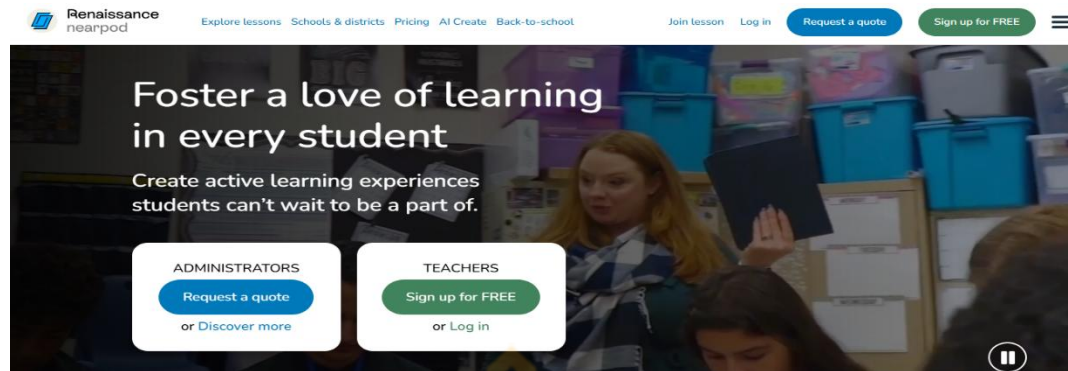 Renaissance
nearpod
Explore lessons Schools & districts Pricing AI Create Back-to-school Join lesson Log in Request a quote Sign up for FREE
Foster a love of learning
in every student
Create active learning experiences
students can't wait to be a part of.
ADMINISTRATORS
Request a quote
or Discover more
TEACHERS
Sign up for FREE
or Log in